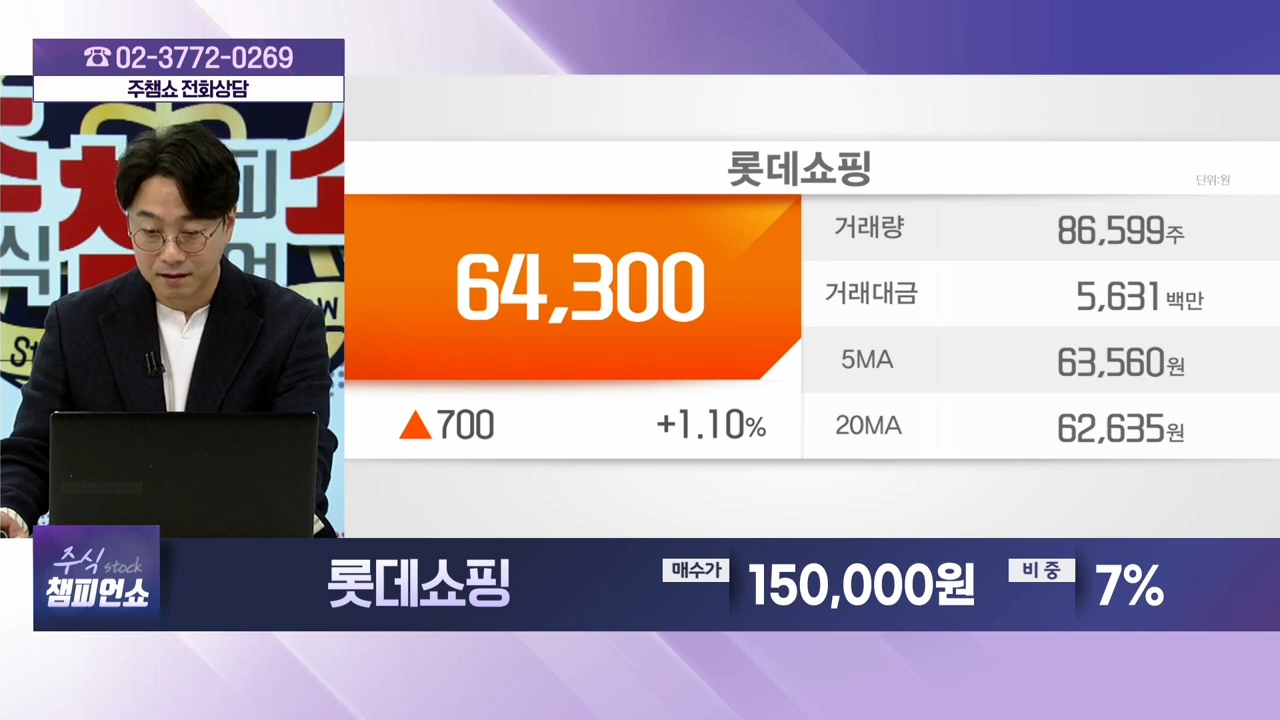 ☎02-3772-0269
주챔쇼 전화상담
롯데쇼핑
단위:원
64,300
▲700 +1.10%
거래량 86,599주
거래대금 5,631백만
5MA 63,560원
20MA 62,635원
주식 stock
챔피언쇼
롯데쇼핑 매수가 150,000원 비중 7%